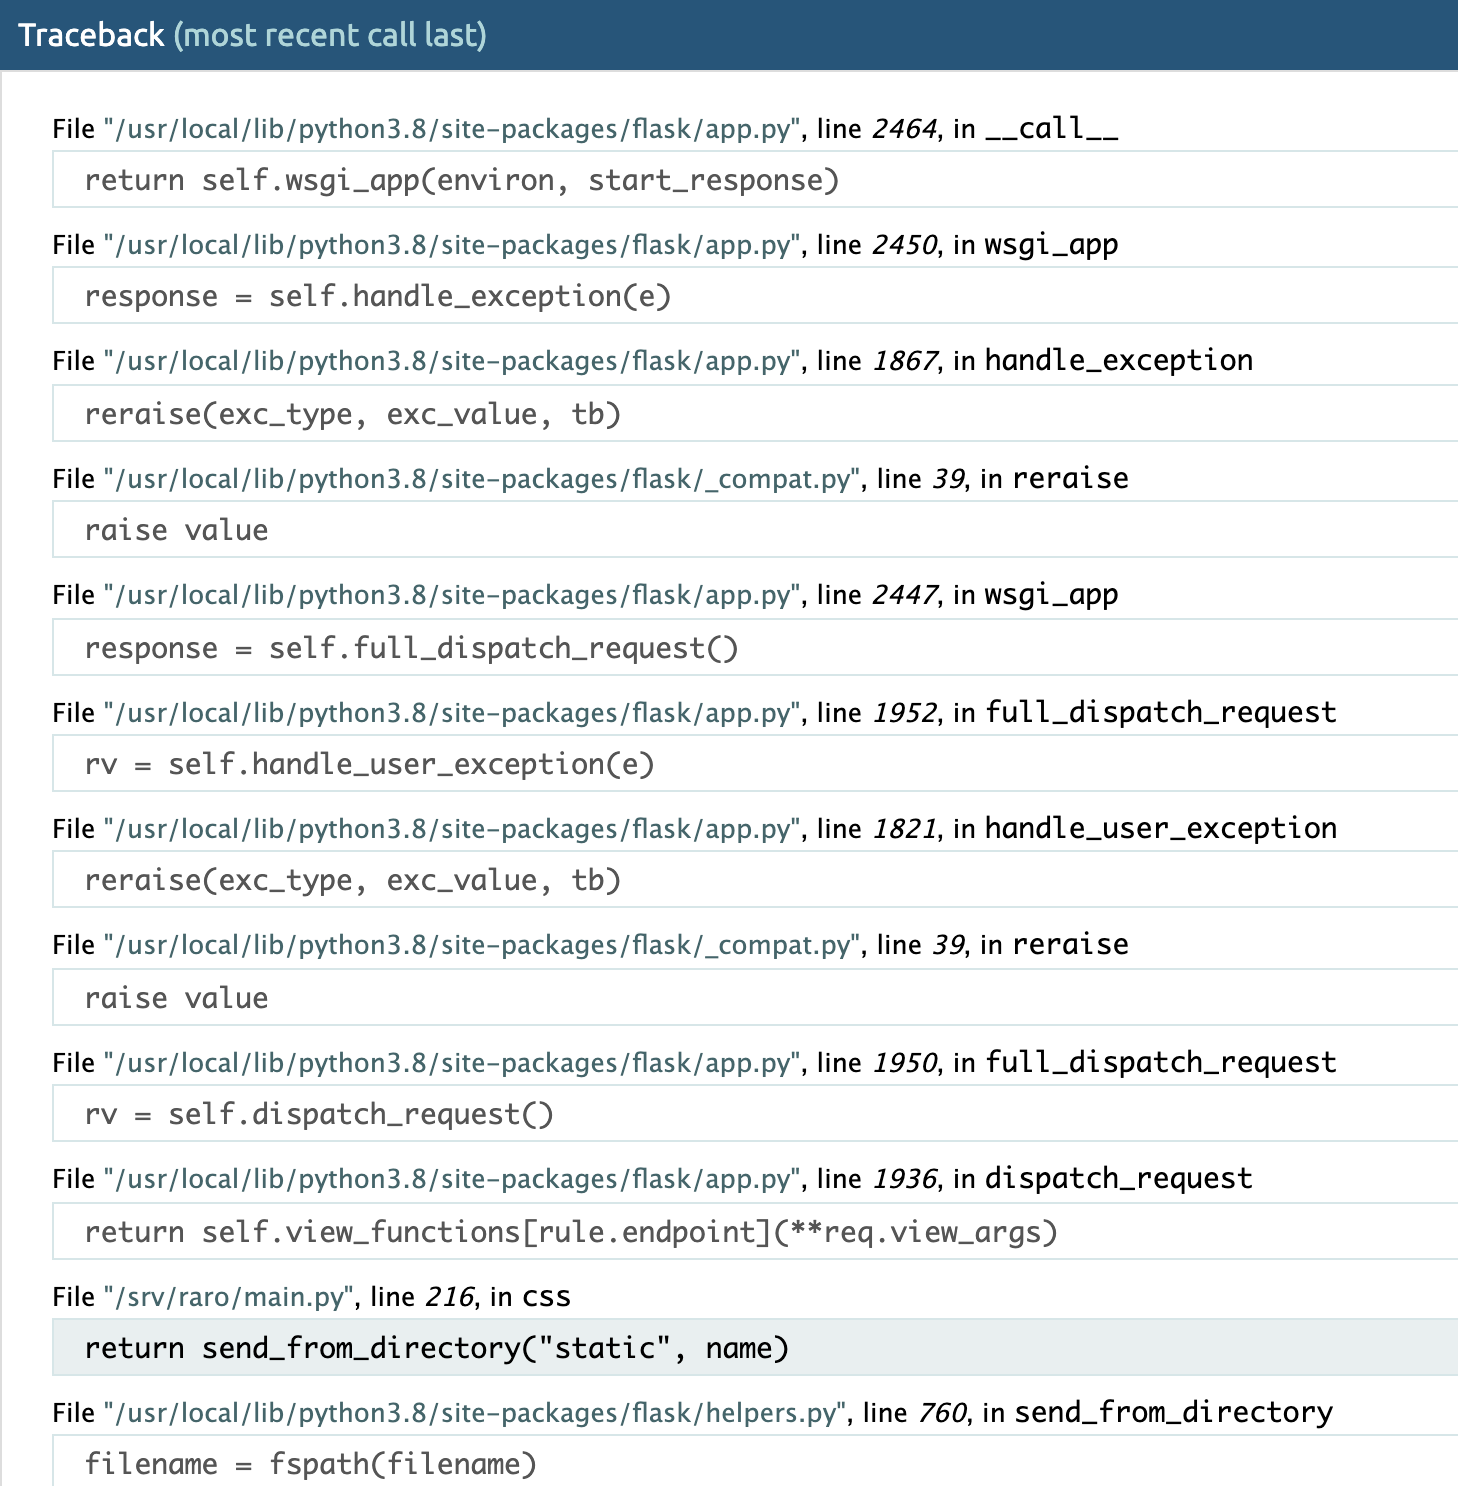 Traceback (most recent call last)
File "/usr/local/lib/python3.8/site-packages/flask/app.py", line 2464, in __call__
return self.wsgi_app(environ, start_response)
File "/usr/local/lib/python3.8/site-packages/flask/app.py", line 2450, in wsgi_app
response = self.handle_exception(e)
File "/usr/local/lib/python3.8/site-packages/flask/app.py", line 1867, in handle_exception
reraise(exc_type, exc_value, tb)
File "/usr/local/lib/python3.8/site-packages/flask/_compat.py", line 39, in reraise
raise value
File "/usr/local/lib/python3.8/site-packages/flask/app.py", line 2447, in wsgi_app
response = self.full_dispatch_request()
File "/usr/local/lib/python3.8/site-packages/flask/app.py", line 1952, in full_dispatch_request
rv = self.handle_user_exception(e)
File "/usr/local/lib/python3.8/site-packages/flask/app.py", line 1821, in handle_user_exception
reraise(exc_type, exc_value, tb)
File "/usr/local/lib/python3.8/site-packages/flask/_compat.py", line 39, in reraise
raise value
File "/usr/local/lib/python3.8/site-packages/flask/app.py", line 1950, in full_dispatch_request
rv = self.dispatch_request()
File "/usr/local/lib/python3.8/site-packages/flask/app.py", line 1936, in dispatch_request
return self.view_functions[rule.endpoint](**req.view_args)
File "/srv/raro/main.py", line 216, in css
return send_from_directory("static", name)
File "/usr/local/lib/python3.8/site-packages/flask/helpers.py", line 760, in send_from_directory
filename = fspath(filename)